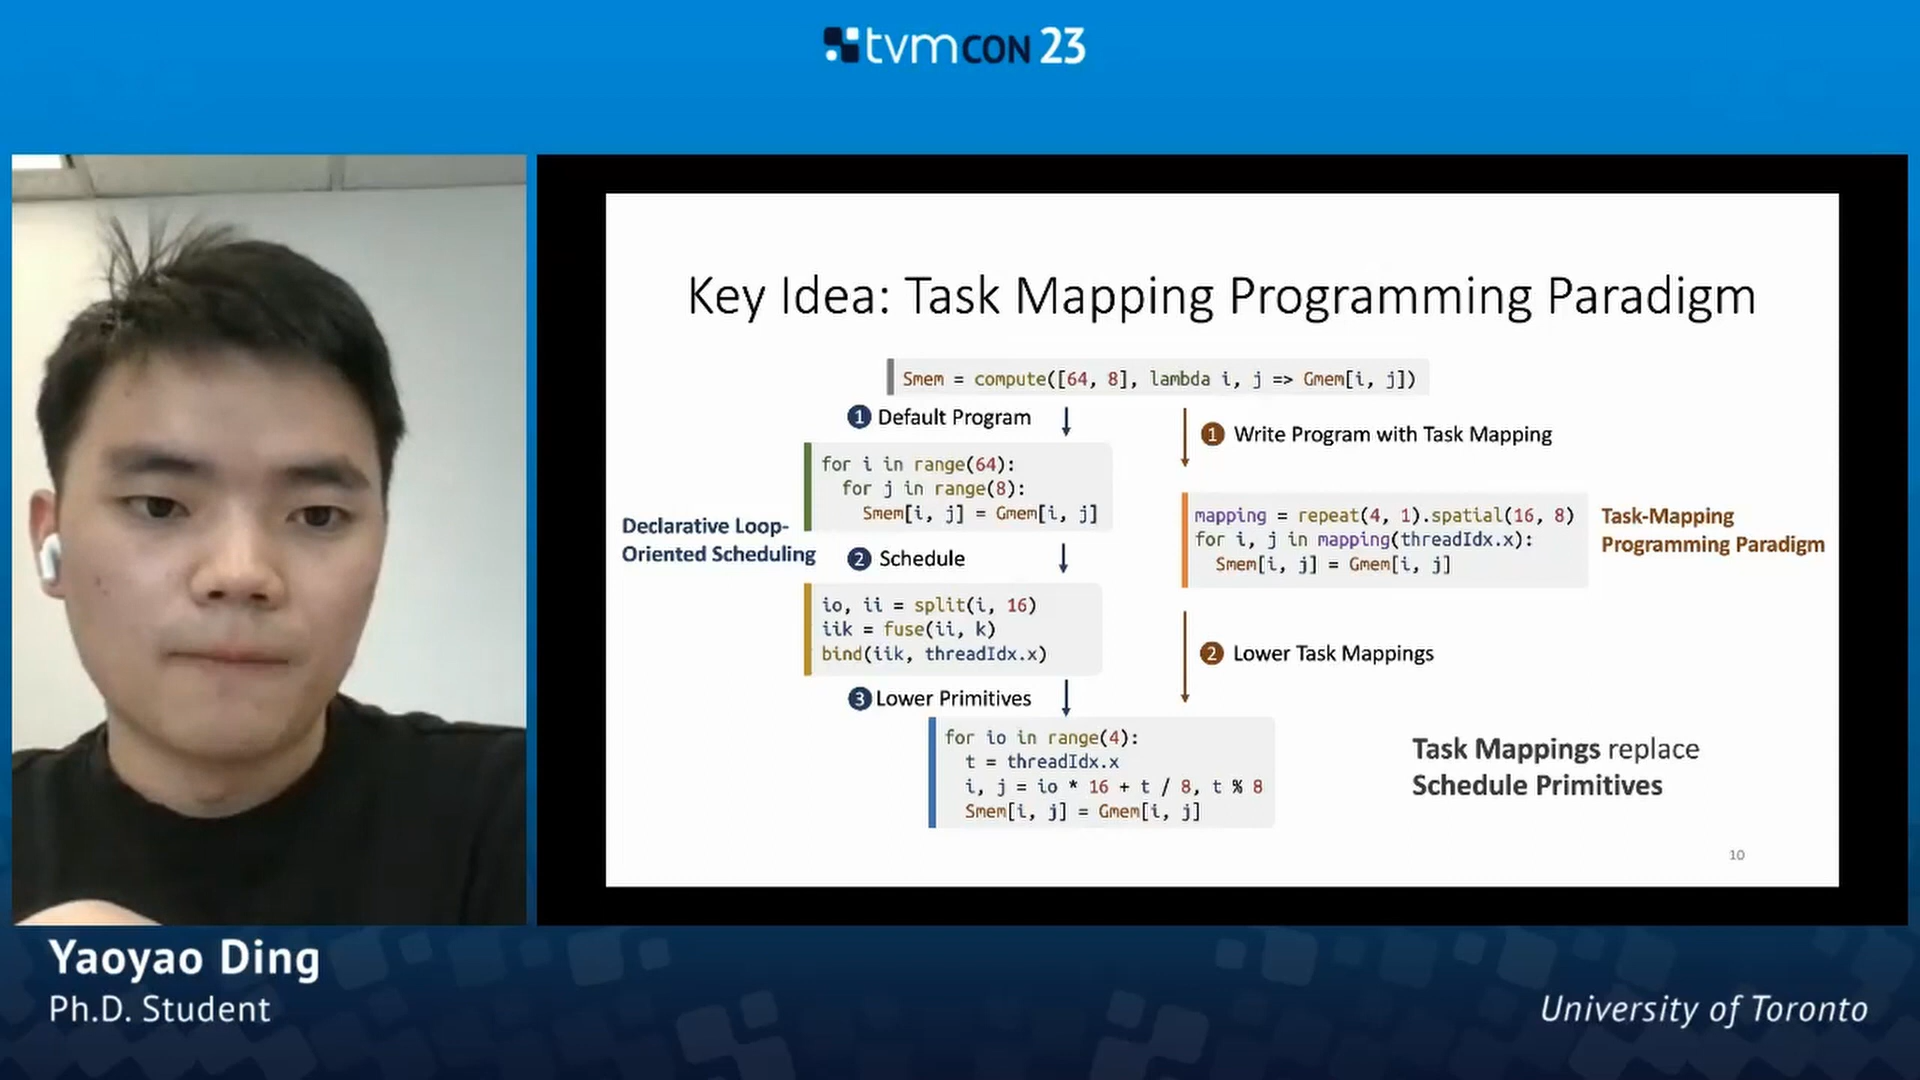 tvmCON 23
Key Idea: Task Mapping Programming Paradigm
Smem = compute([64, 8], lambda i, j => Gmem[i, j])
1 Default Program
1 Write Program with Task Mapping
for i in range(64):
for j in range(8):
Smem[i, j] = Gmem[i, j]
Declarative Loop-
Oriented Scheduling
mapping = repeat(4, 1).spatial(16, 8)
for i, j in mapping(threadIdx.x):
Smem[i, j] = Gmem[i, j]
Task-Mapping
Programming Paradigm
2 Schedule
io, ii = split(i, 16)
iik = fuse(ii, k)
bind(iik, threadIdx.x)
2 Lower Task Mappings
3 Lower Primitives
for io in range(4):
t = threadIdx.x
i, j = io * 16 + t / 8, t % 8
Smem[i, j] = Gmem[i, j]
Task Mappings replace
Schedule Primitives
10
Yaoyao Ding
Ph.D. Student
University of Toronto